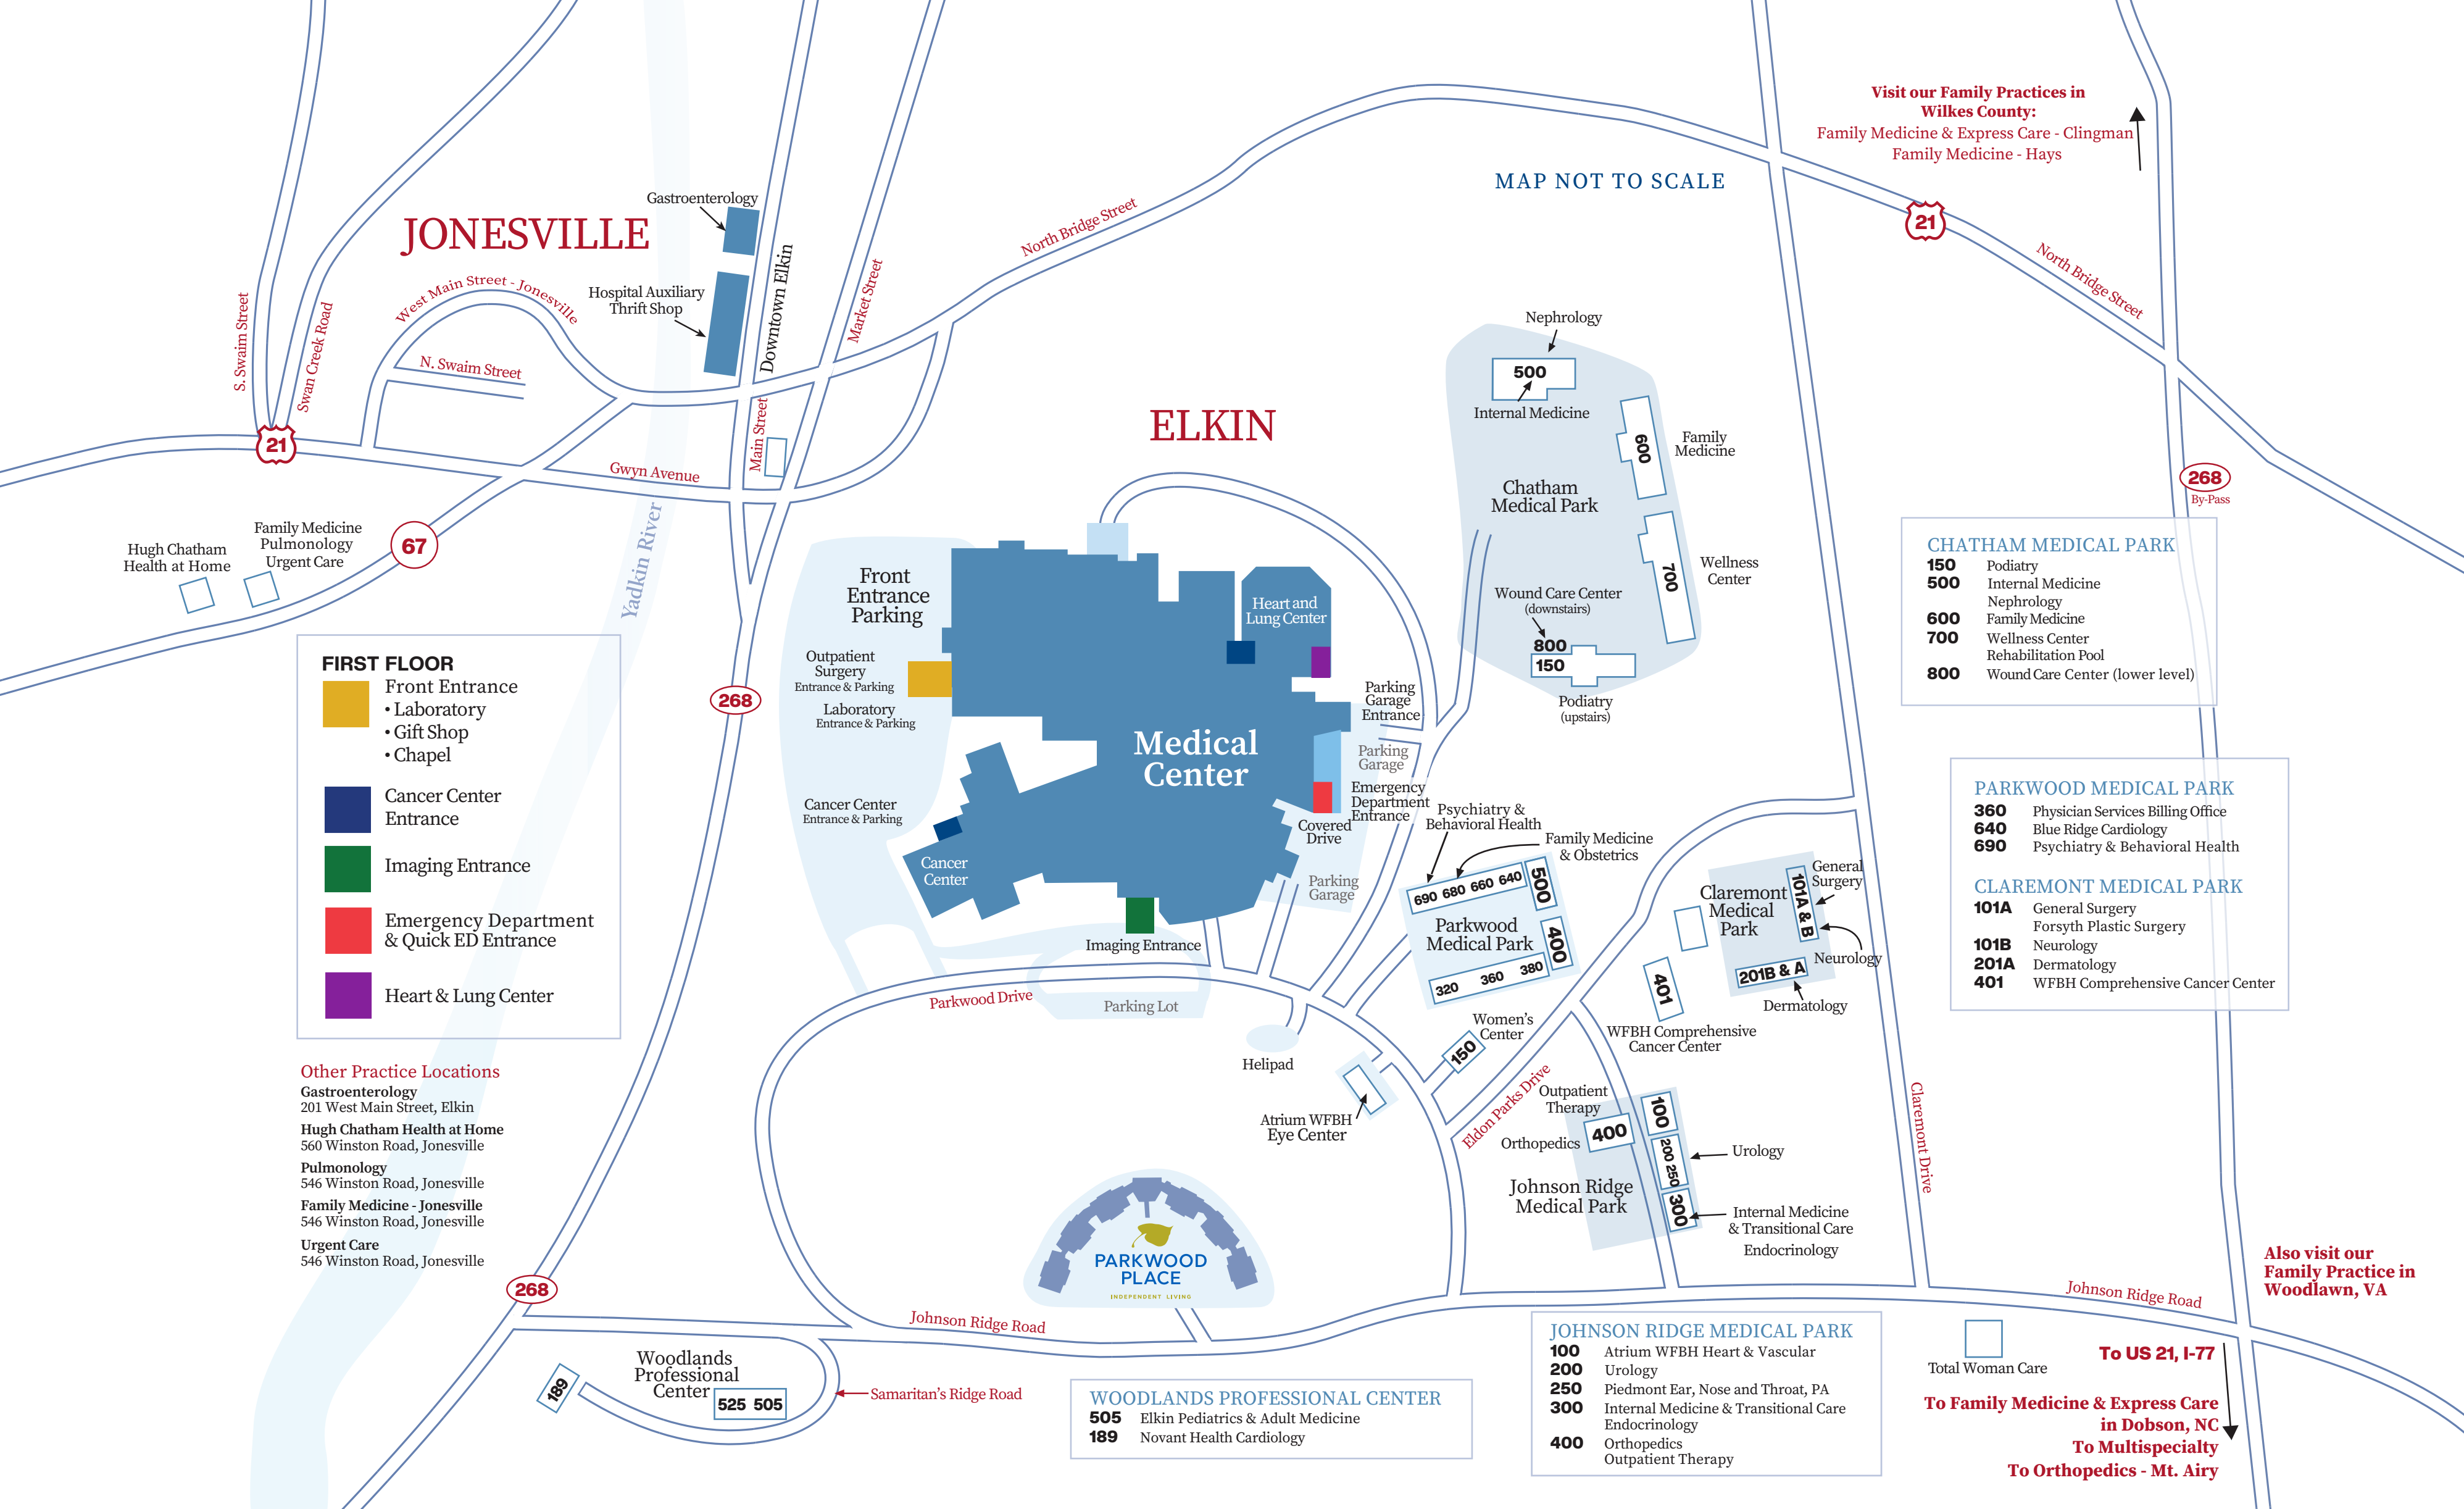 Visit our Family Practices in
Wilkes County:
Family Medicine & Express Care - Clingman
Family Medicine - Hays
MAP NOT TO SCALE
JONESVILLE
Gastroenterology
Hospital Auxiliary
Thrift Shop
Downtown Elkin
Market Street
North Bridge Street
21
North Bridge Street
S. Swaim Street
Swan Creek Road
West Main Street - Jonesville
N. Swaim Street
21
Main Street
Gwyn Avenue
Yadkin River
67
Hugh Chatham
Health at Home
Family Medicine
Pulmonology
Urgent Care
ELKIN
268
By-Pass
Nephrology
500
Internal Medicine
600
Family
Medicine
Chatham
Medical Park
700
Wellness
Center
Wound Care Center
(downstairs)
800
150
Podiatry
(upstairs)
CHATHAM MEDICAL PARK
150 Podiatry
500 Internal Medicine
Nephrology
600 Family Medicine
700 Wellness Center
Rehabilitation Pool
800 Wound Care Center (lower level)
PARKWOOD MEDICAL PARK
360 Physician Services Billing Office
640 Blue Ridge Cardiology
690 Psychiatry & Behavioral Health
CLAREMONT MEDICAL PARK
101A General Surgery
Forsyth Plastic Surgery
101B Neurology
201A Dermatology
401 WFBH Comprehensive Cancer Center
FIRST FLOOR
Front Entrance
• Laboratory
• Gift Shop
• Chapel
Cancer Center
Entrance
Imaging Entrance
Emergency Department
& Quick ED Entrance
Heart & Lung Center
268
Front
Entrance
Parking
Outpatient
Surgery
Entrance & Parking
Laboratory
Entrance & Parking
Cancer Center
Entrance & Parking
Cancer
Center
Heart and
Lung Center
Medical
Center
Parking
Garage
Entrance
Parking
Garage
Emergency
Department
Entrance
Covered
Drive
Parking
Garage
Imaging Entrance
Parkwood Drive
Parking Lot
Helipad
Atrium WFBH
Eye Center
Psychiatry &
Behavioral Health
Family Medicine
& Obstetrics
690 680 660 640
500
Parkwood
Medical Park
400
320 360 380
Women's
Center
150
Eldon Parks Drive
Claremont
Medical
Park
101A & B
General
Surgery
Neurology
201B & A
Dermatology
401
WFBH Comprehensive
Cancer Center
Claremont Drive
Outpatient
Therapy
Orthopedics
400
100
200 250
300
Urology
Johnson Ridge
Medical Park
Internal Medicine
& Transitional Care
Endocrinology
Other Practice Locations
Gastroenterology
201 West Main Street, Elkin
Hugh Chatham Health at Home
560 Winston Road, Jonesville
Pulmonology
546 Winston Road, Jonesville
Family Medicine - Jonesville
546 Winston Road, Jonesville
Urgent Care
546 Winston Road, Jonesville
268
PARKWOOD
PLACE
INDEPENDENT LIVING
Johnson Ridge Road
Johnson Ridge Road
Woodlands
Professional
Center
189
525 505
Samaritan's Ridge Road
WOODLANDS PROFESSIONAL CENTER
505 Elkin Pediatrics & Adult Medicine
189 Novant Health Cardiology
JOHNSON RIDGE MEDICAL PARK
100 Atrium WFBH Heart & Vascular
200 Urology
250 Piedmont Ear, Nose and Throat, PA
300 Internal Medicine & Transitional Care
Endocrinology
400 Orthopedics
Outpatient Therapy
Total Woman Care
Also visit our
Family Practice in
Woodlawn, VA
To US 21, I-77
To Family Medicine & Express Care
in Dobson, NC
To Multispecialty
To Orthopedics - Mt. Airy